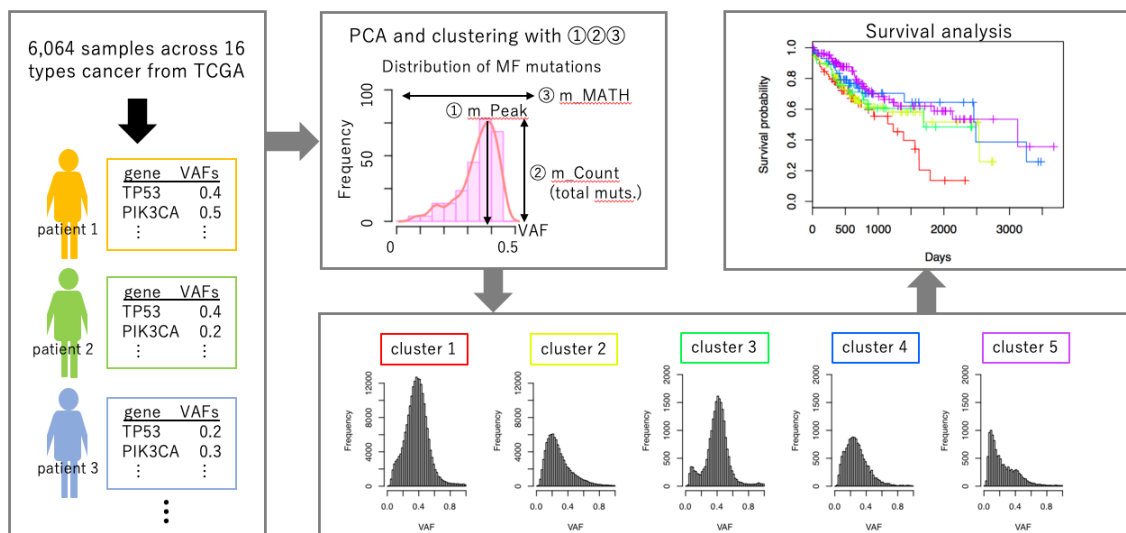 6,064 samples across 16
types cancer from TCGA
gene VAFs
TP53 0.4
PIK3CA 0.5
⋮ ⋮
patient 1
gene VAFs
TP53 0.4
PIK3CA 0.2
⋮ ⋮
patient 2
gene VAFs
TP53 0.2
PIK3CA 0.3
⋮ ⋮
patient 3
⋮
PCA and clustering with ①②③
Distribution of MF mutations
③ m_MATH
① m_Peak
② m_Count
(total muts.)
Frequency
100
50
0
0 0.5
VAF
Survival analysis
Survival probability
1.0
0.8
0.6
0.4
0.2
0.0
0 500 1000 2000 3000
Days
cluster 1
Frequency
12000
8000
4000
0
0.0 0.4 0.8
VAF
cluster 2
Frequency
12000
8000
4000
0
0.0 0.4 0.8
VAF
cluster 3
Frequency
2000
1500
1000
500
0
0.0 0.4 0.8
VAF
cluster 4
Frequency
2000
1500
1000
500
0
0.0 0.4 0.8
VAF
cluster 5
Frequency
2000
1500
1000
500
0
0.0 0.4 0.8
VAF